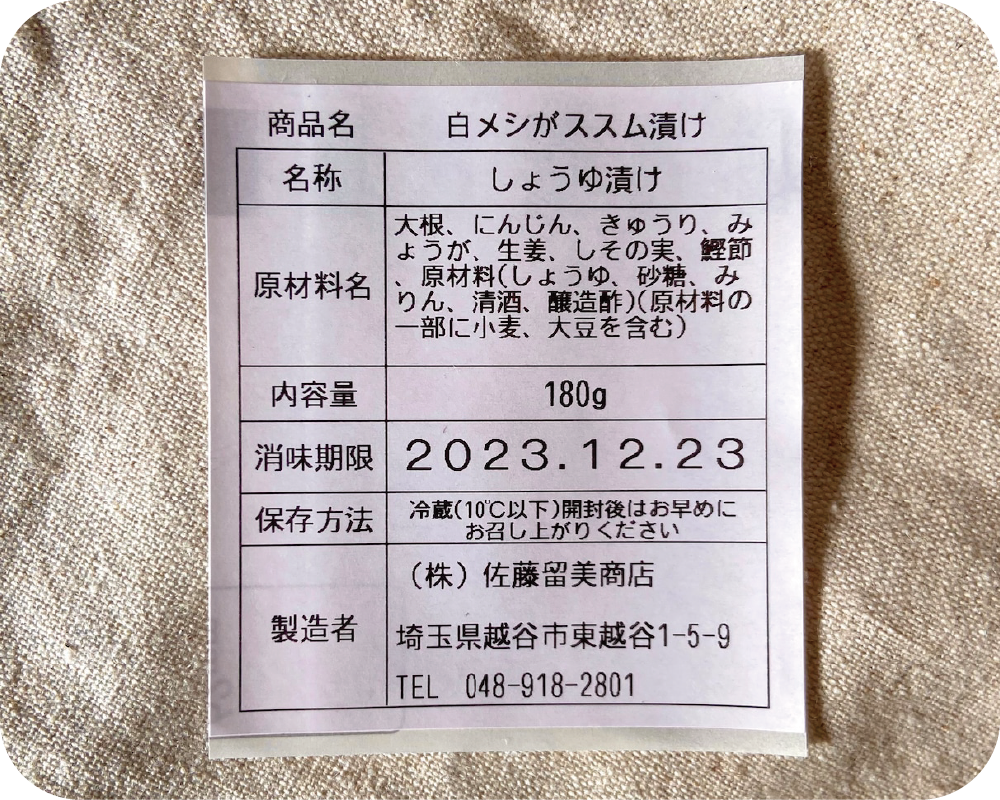 商品名 白メシがススム漬け
名称 しょうゆ漬け
原材料名
大根、にんじん、きゅうり、み
ょうが、生姜、しその実、鰹節
、原材料(しょうゆ、砂糖、み
りん、清酒、醸造酢)(原材料の
一部に小麦、大豆を含む)
内容量 180g
消味期限 2023.12.23
保存方法
冷蔵(10℃以下)開封後はお早めに
お召し上がりください
製造者
(株)佐藤留美商店
埼玉県越谷市東越谷1-5-9
TEL 048-918-2801